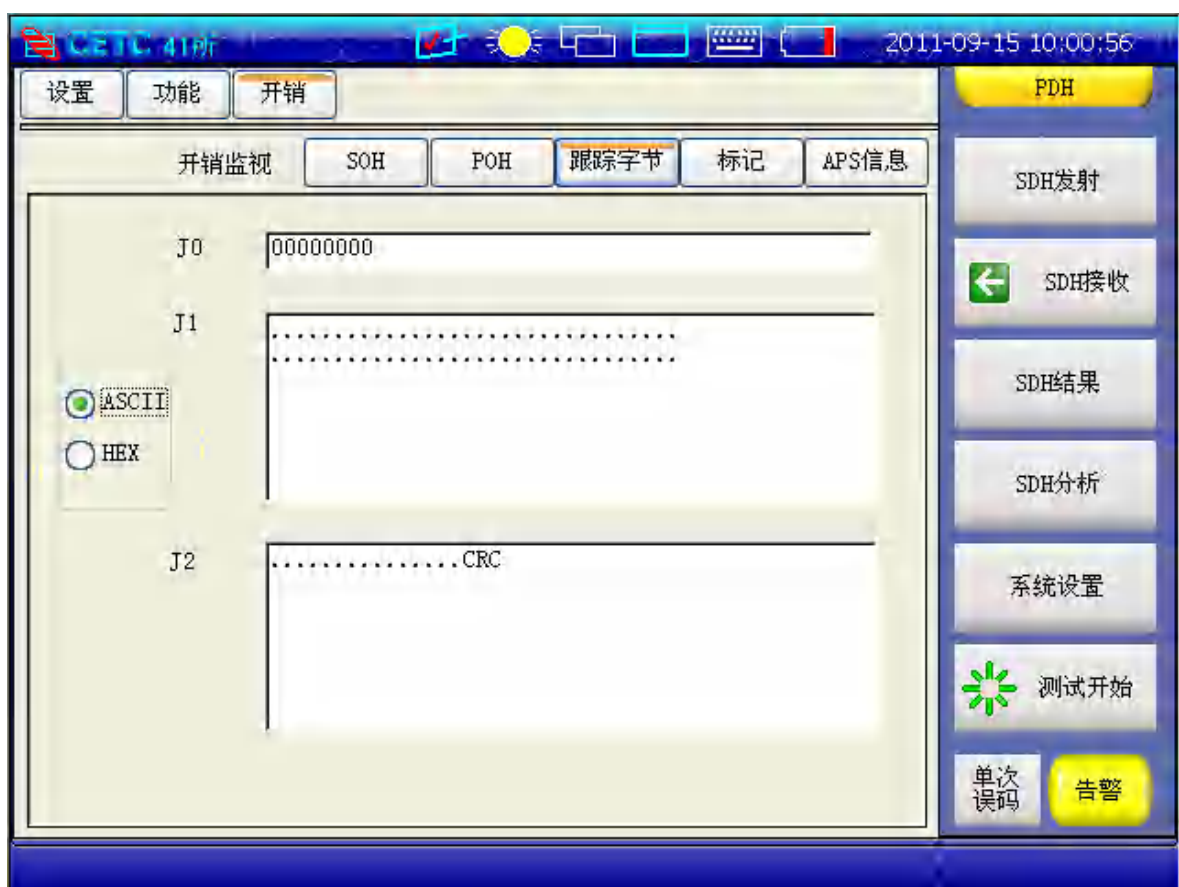 CETC 41所 2011-09-15 10:00:56
设置 功能 开销
PDH
开销监视 SOH POH 跟踪字节 标记 APS信息
J0 00000000
J1 ................................
................................
ASCII
HEX
J2 ...............CRC
SDH发射
SDH接收
SDH结果
SDH分析
系统设置
测试开始
单次
误码
告警